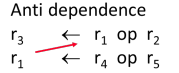 Anti dependence
r₃ ← r₁ op r₂
r₁ ← r₄ op r₅